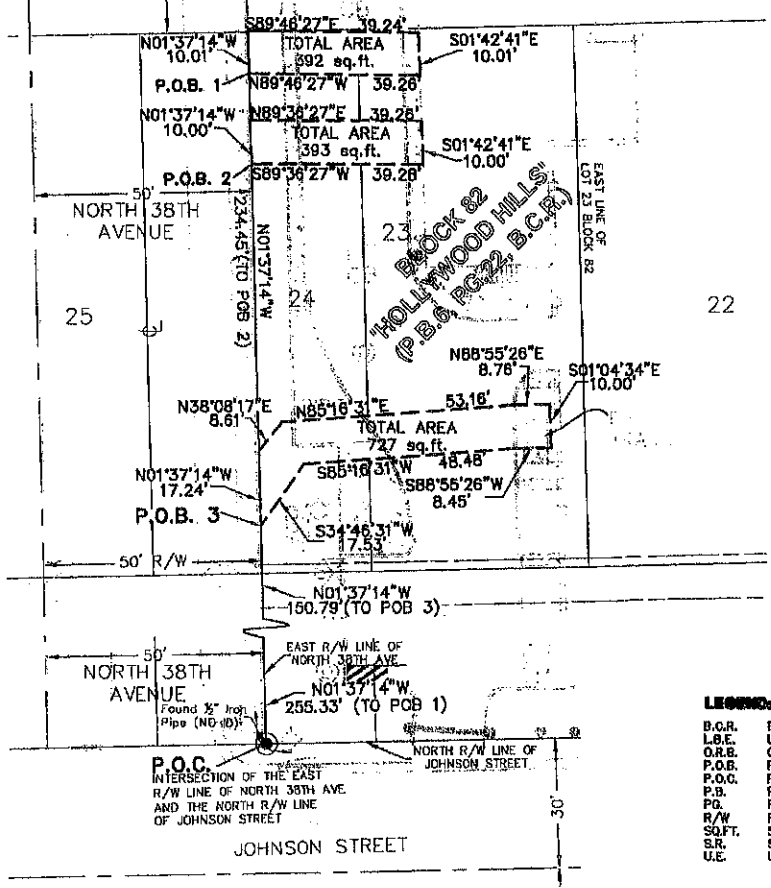 S89°46'27"E 39.24'
N01°37'14"W
10.01'
TOTAL AREA
392 sq.ft.
S01°42'41"E
10.01'
P.O.B. 1
N89°46'27"W 39.26'
N01°37'14"W
10.00'
N89°36'27"E 39.26'
TOTAL AREA
393 sq.ft.
S01°42'41"E
10.00'
P.O.B. 2
S89°36'27"W 39.26'
50'
NORTH 38TH
AVENUE
234.45' (TO POB 2)
N01°37'14"W
23
24
25
22
BLOCK 82
"HOLLYWOOD HILLS"
(P.B.6, PG.22, B.C.R.)
EAST LINE OF
LOT 23 BLOCK 82
N88°55'26"E
8.76'
S01°04'34"E
10.00'
N38°08'17"E
8.61'
N85°16'31"E 53.16'
TOTAL AREA
727 sq.ft.
S85°16'31"W 48.48'
S88°55'26"W
8.45'
N01°37'14"W
17.24'
P.O.B. 3
S34°46'31"W
17.53'
50' R/W
N01°37'14"W
150.79' (TO POB 3)
50'
EAST R/W LINE OF
NORTH 38TH AVE
NORTH 38TH
AVENUE
N01°37'14"W
255.33' (TO POB 1)
Found ½" Iron
Pipe (NO ID)
P.O.C.
INTERSECTION OF THE EAST
R/W LINE OF NORTH 38TH AVE
AND THE NORTH R/W LINE
OF JOHNSON STREET
NORTH R/W LINE OF
JOHNSON STREET
30'
JOHNSON STREET
LEGEND:
B.C.R.
L.B.E.
O.R.B.
P.O.B.
P.O.C.
P.B.
PG.
R/W
SQ.FT.
S.R.
U.E.